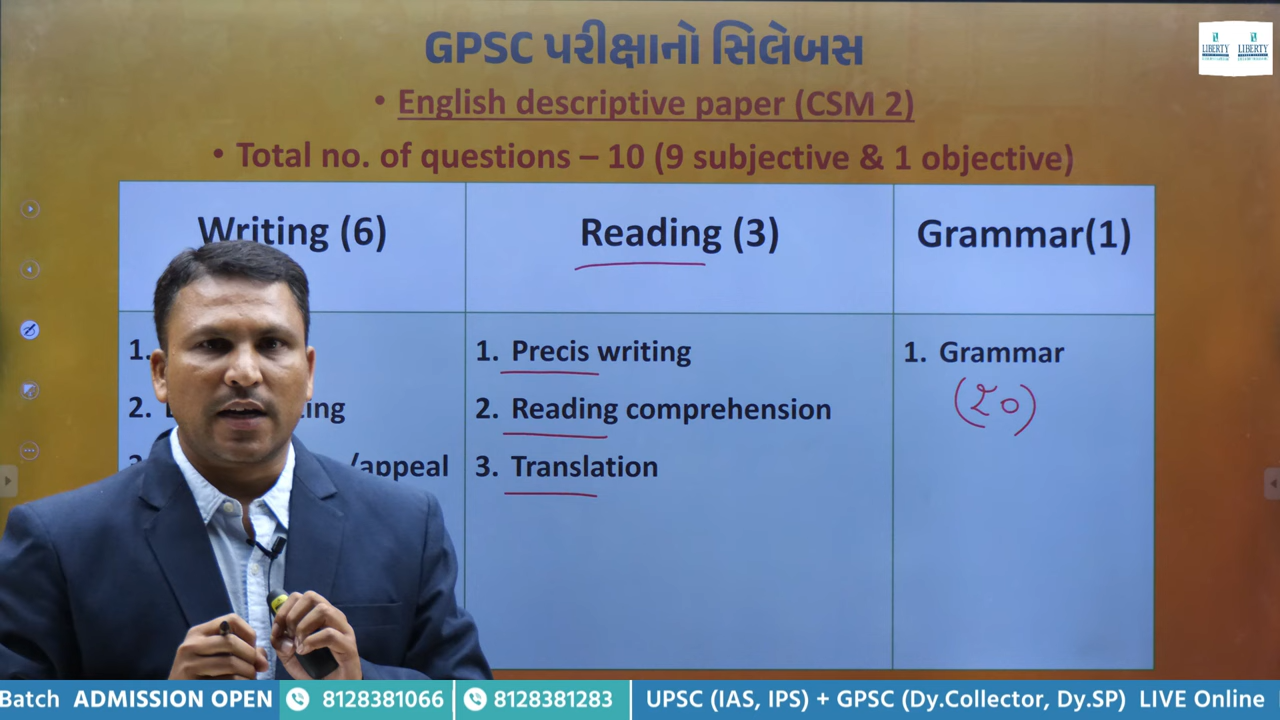 GPSC પરીક્ષાનો સિલેબસ
LIBERTY LIBERTY
• English descriptive paper (CSM 2)
• Total no. of questions – 10 (9 subjective & 1 objective)
Writing (6)
Reading (3)
Grammar(1)
1.
2.
/appeal
1. Precis writing
2. Reading comprehension
3. Translation
1. Grammar
(૨૦)
Batch ADMISSION OPEN 8128381066 8128381283 UPSC (IAS, IPS) + GPSC (Dy.Collector, Dy.SP) LIVE Online